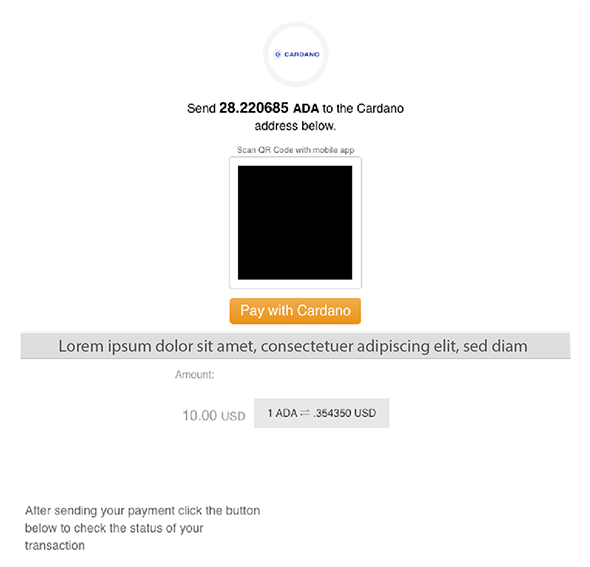 CARDANO
Send 28.220685 ADA to the Cardano
address below.
Scan QR Code with mobile app
Pay with Cardano
Lorem ipsum dolor sit amet, consectetuer adipiscing elit, sed diam
Amount:
10.00 USD
1 ADA ⇌ .354350 USD
After sending your payment click the button
below to check the status of your
transaction